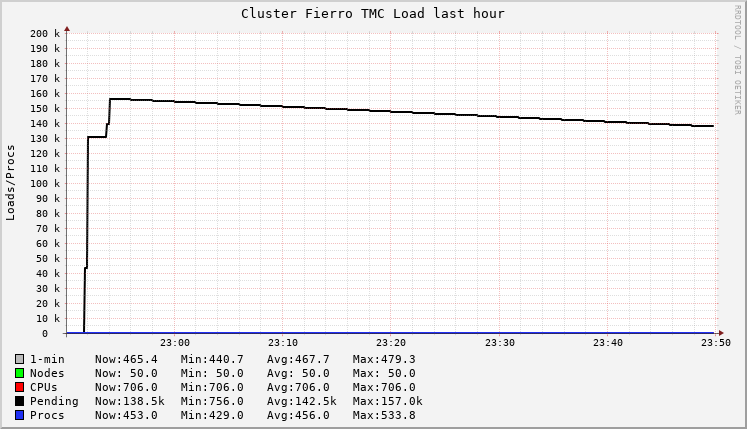 Cluster Fierro TMC Load last hour
RRDTOOL / TOBI OETIKER
Loads/Procs
200 k
190 k
180 k
170 k
160 k
150 k
140 k
130 k
120 k
110 k
100 k
90 k
80 k
70 k
60 k
50 k
40 k
30 k
20 k
10 k
0
23:00 23:10 23:20 23:30 23:40 23:50
1-min Now:465.4 Min:440.7 Avg:467.7 Max:479.3
Nodes Now: 50.0 Min: 50.0 Avg: 50.0 Max: 50.0
CPUs Now:706.0 Min:706.0 Avg:706.0 Max:706.0
Pending Now:138.5k Min:756.0 Avg:142.5k Max:157.0k
Procs Now:453.0 Min:429.0 Avg:456.0 Max:533.8